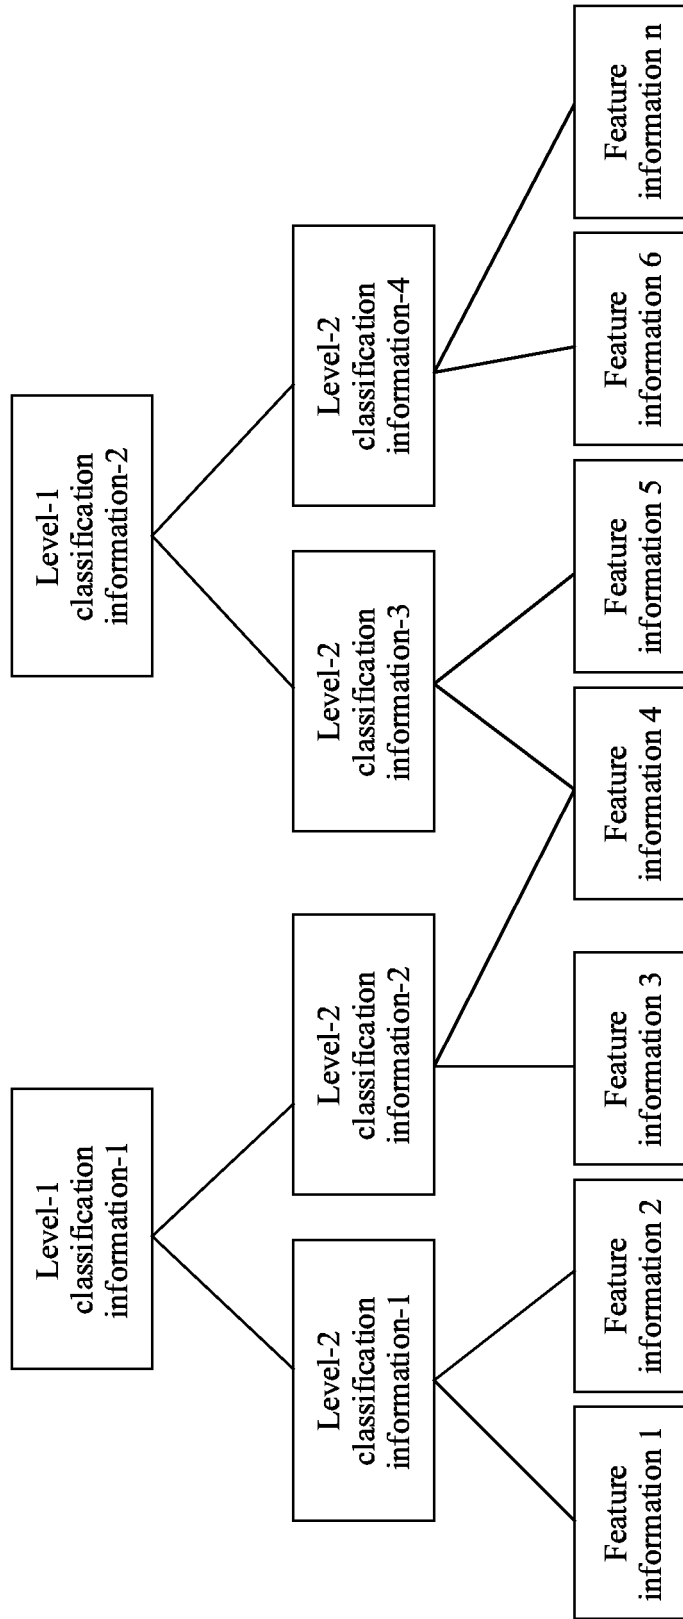 Level-1
classification
information-1
Level-1
classification
information-2
Level-2
classification
information-1
Level-2
classification
information-2
Level-2
classification
information-3
Level-2
classification
information-4
Feature
information 1
Feature
information 2
Feature
information 3
Feature
information 4
Feature
information 5
Feature
information 6
Feature
information n